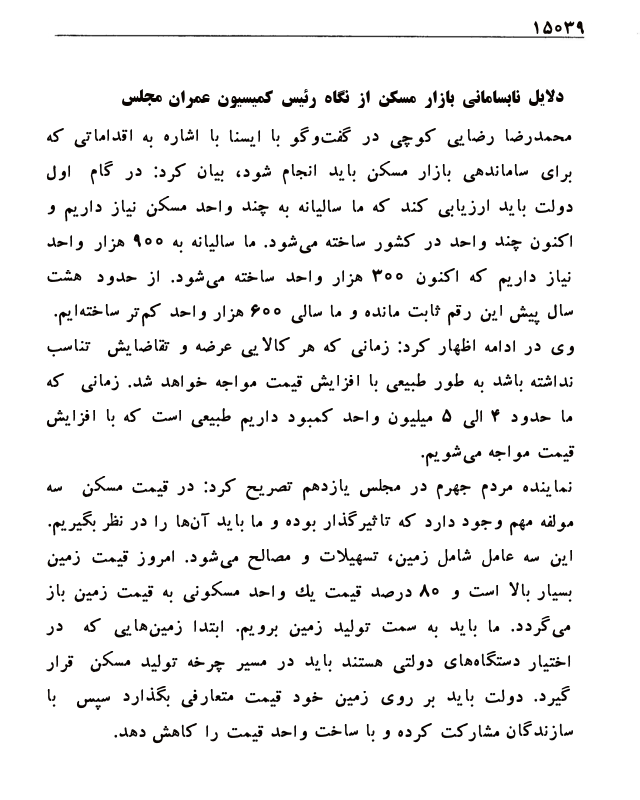 ۱۵۰۳۹
دلایل نابسامانی بازار مسکن از نگاه رئیس کمیسیون عمران مجلس
محمدرضا رضایی کوچی در گفت‌وگو با ایسنا با اشاره به اقداماتی که
برای ساماندهی بازار مسکن باید انجام شود، بیان کرد: در گام اول
دولت باید ارزیابی کند که ما سالیانه به چند واحد مسکن نیاز داریم و
اکنون چند واحد در کشور ساخته می‌شود. ما سالیانه به ۹۰۰ هزار واحد
نیاز داریم که اکنون ۳۰۰ هزار واحد ساخته می‌شود. از حدود هشت
سال پیش این رقم ثابت مانده و ما سالی ۶۰۰ هزار واحد کم‌تر ساخته‌ایم.
وی در ادامه اظهار کرد: زمانی که هر کالایی عرضه و تقاضایش تناسب
نداشته باشد به طور طبیعی با افزایش قیمت مواجه خواهد شد. زمانی که
ما حدود ۴ الی ۵ میلیون واحد کمبود داریم طبیعی است که با افزایش
قیمت مواجه می‌شویم.
نماینده مردم جهرم در مجلس یازدهم تصریح کرد: در قیمت مسکن سه
مولفه مهم وجود دارد که تاثیرگذار بوده و ما باید آن‌ها را در نظر بگیریم.
این سه عامل شامل زمین، تسهیلات و مصالح می‌شود. امروز قیمت زمین
بسیار بالا است و ۸۰ درصد قیمت یك واحد مسکونی به قیمت زمین باز
می‌گردد. ما باید به سمت تولید زمین برویم. ابتدا زمین‌هایی که در
اختیار دستگاه‌های دولتی هستند باید در مسیر چرخه تولید مسکن قرار
گیرد. دولت باید بر روی زمین خود قیمت متعارفی بگذارد سپس با
سازندگان مشارکت کرده و با ساخت واحد قیمت را کاهش دهد.